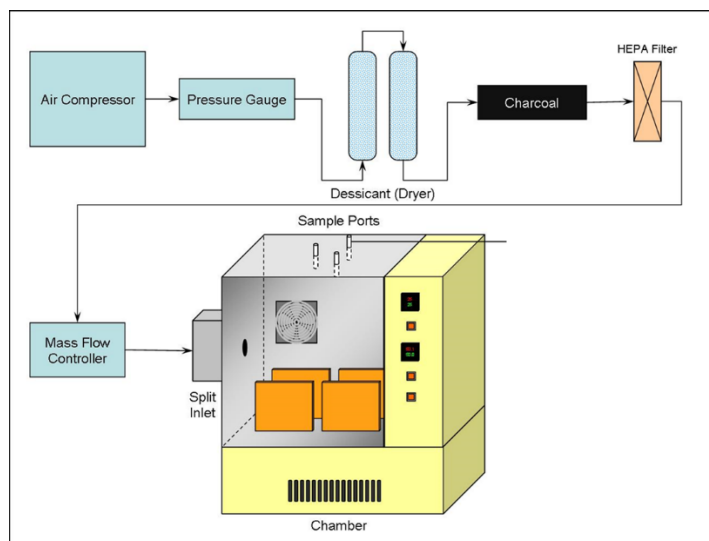 HEPA Filter
Air Compressor
Pressure Gauge
Charcoal
Dessicant (Dryer)
Sample Ports
Mass Flow
Controller
Split
Inlet
Chamber